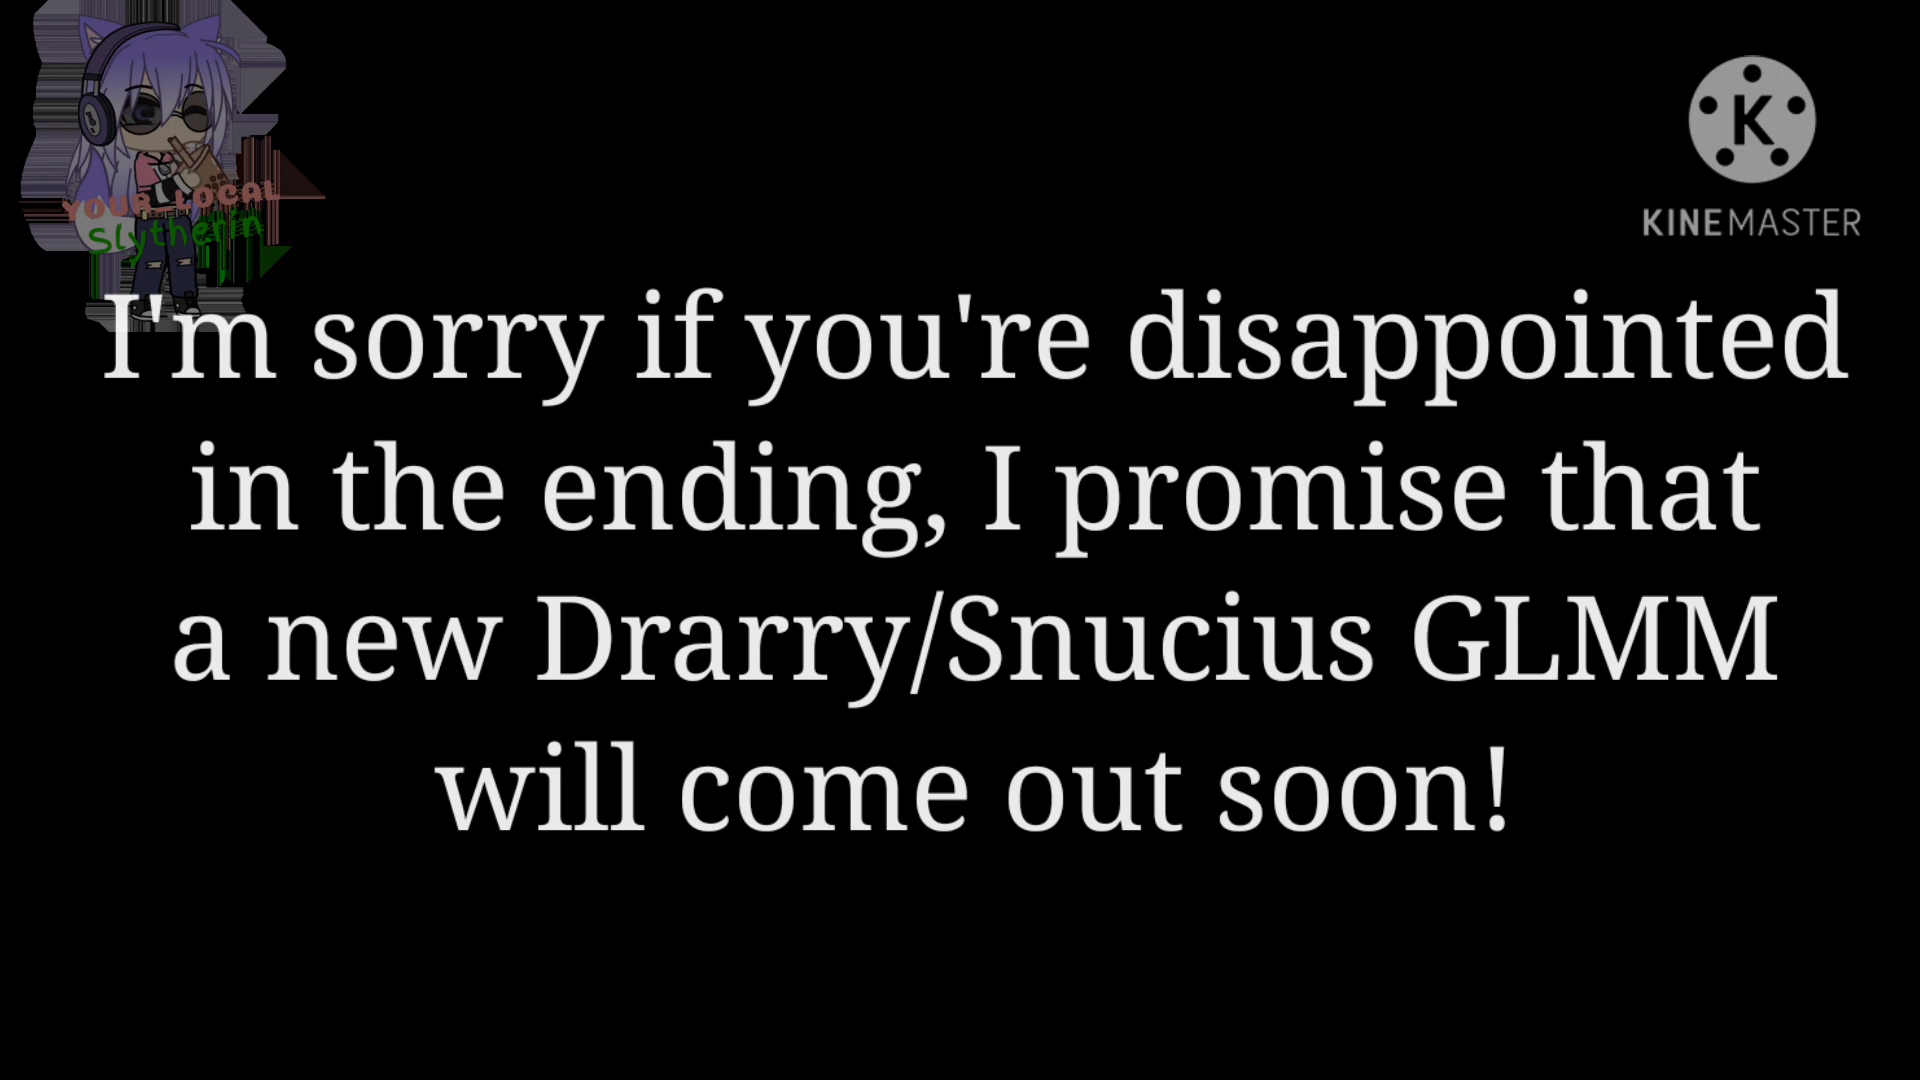 YOUR LOCAL
Slytherin
K
KINEMASTER
I'm sorry if you're disappointed
in the ending, I promise that
a new Drarry/Snucius GLMM
will come out soon!